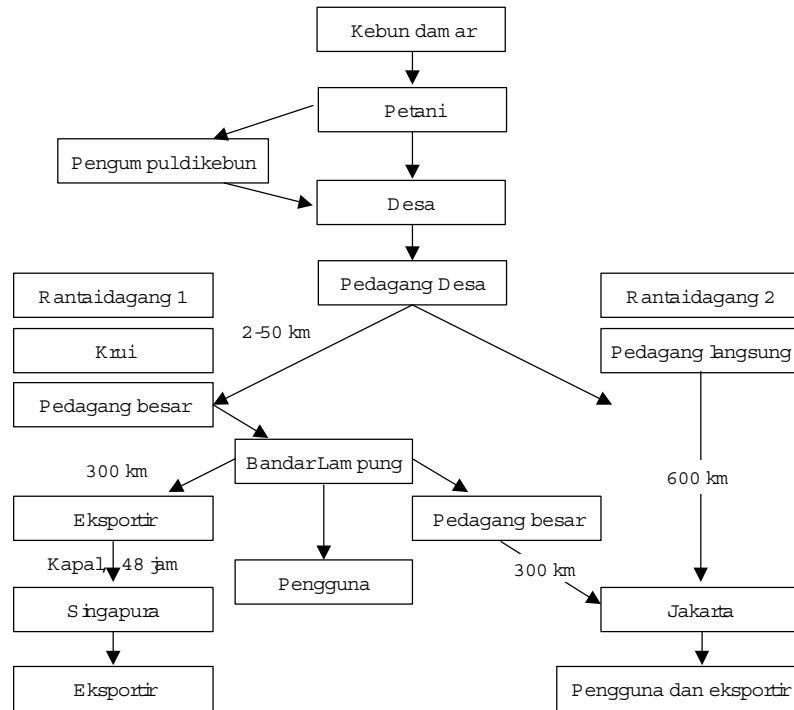 Kebun damar
Petani
Pengumpul di kebun
Desa
Pedagang Desa
Rantai dagang 1
Rantai dagang 2
2-50 km
Krui
Pedagang langsung
Pedagang besar
Bandar Lampung
300 km
600 km
Eksportir
Pedagang besar
Kapal, 48 jam
Pengguna
300 km
Singapura
Jakarta
Eksportir
Pengguna dan eksportir